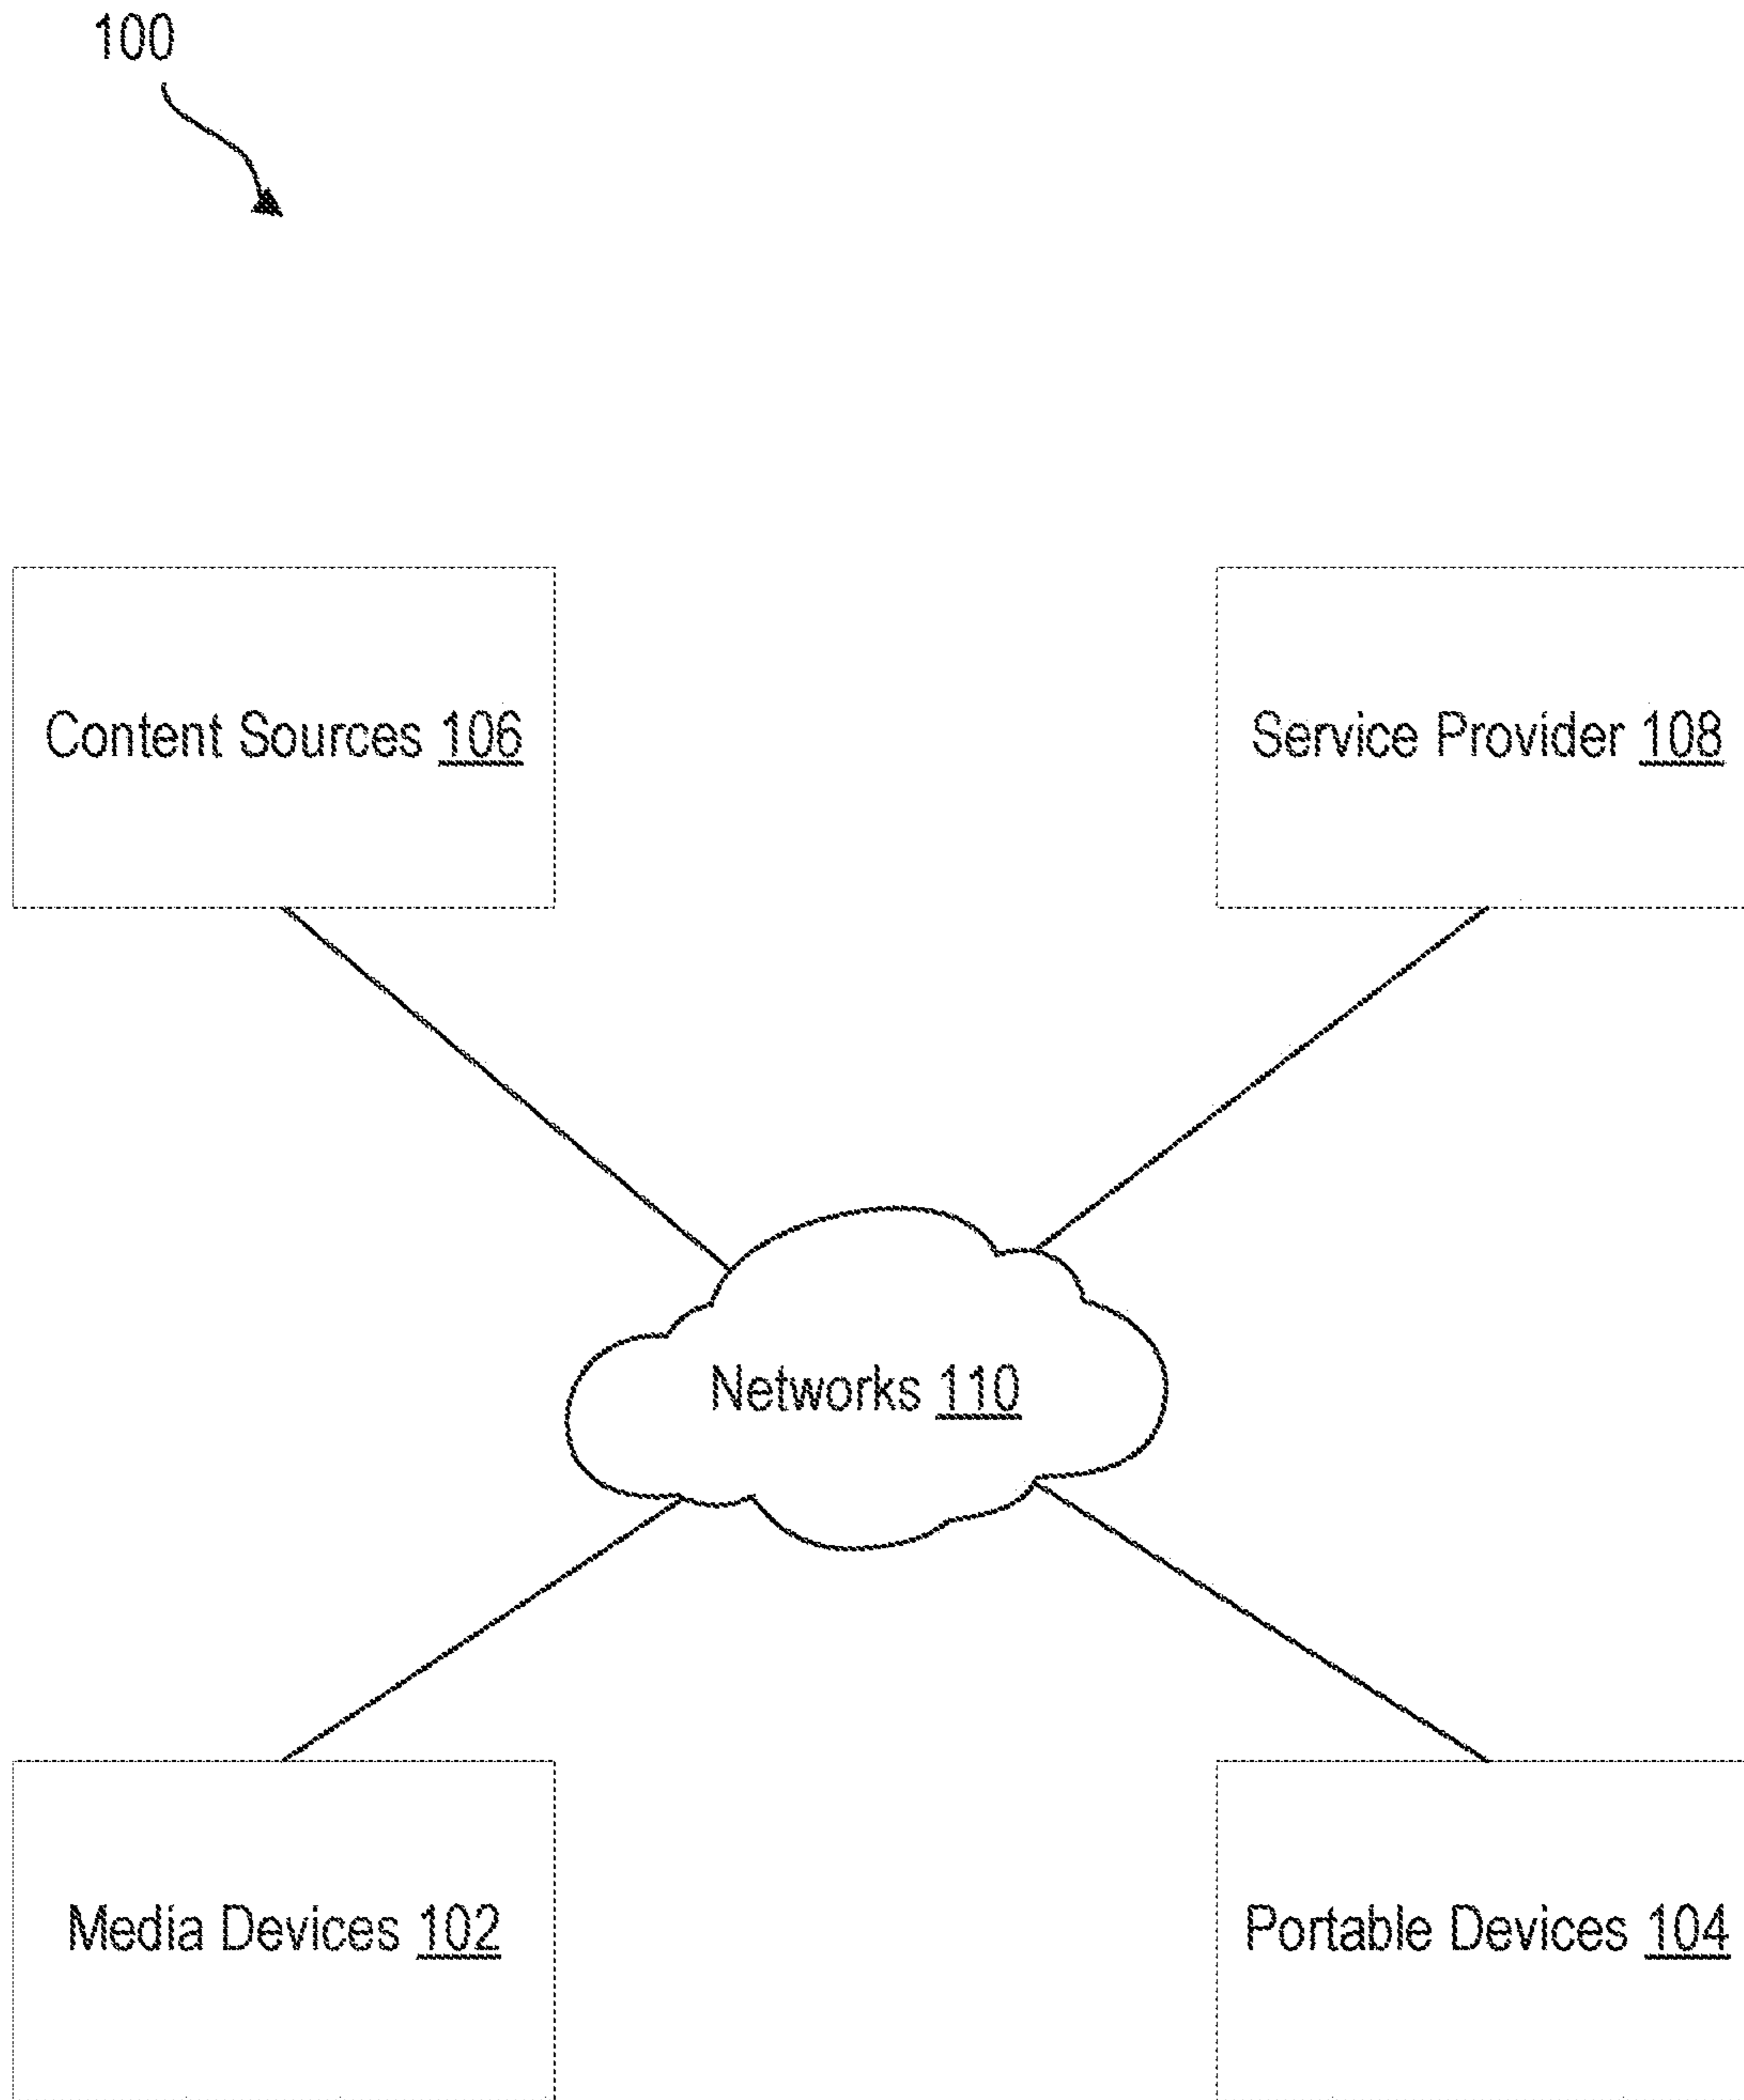 100
Content Sources 106
Service Provider 108
Networks 110
Media Devices 102
Portable Devices 104